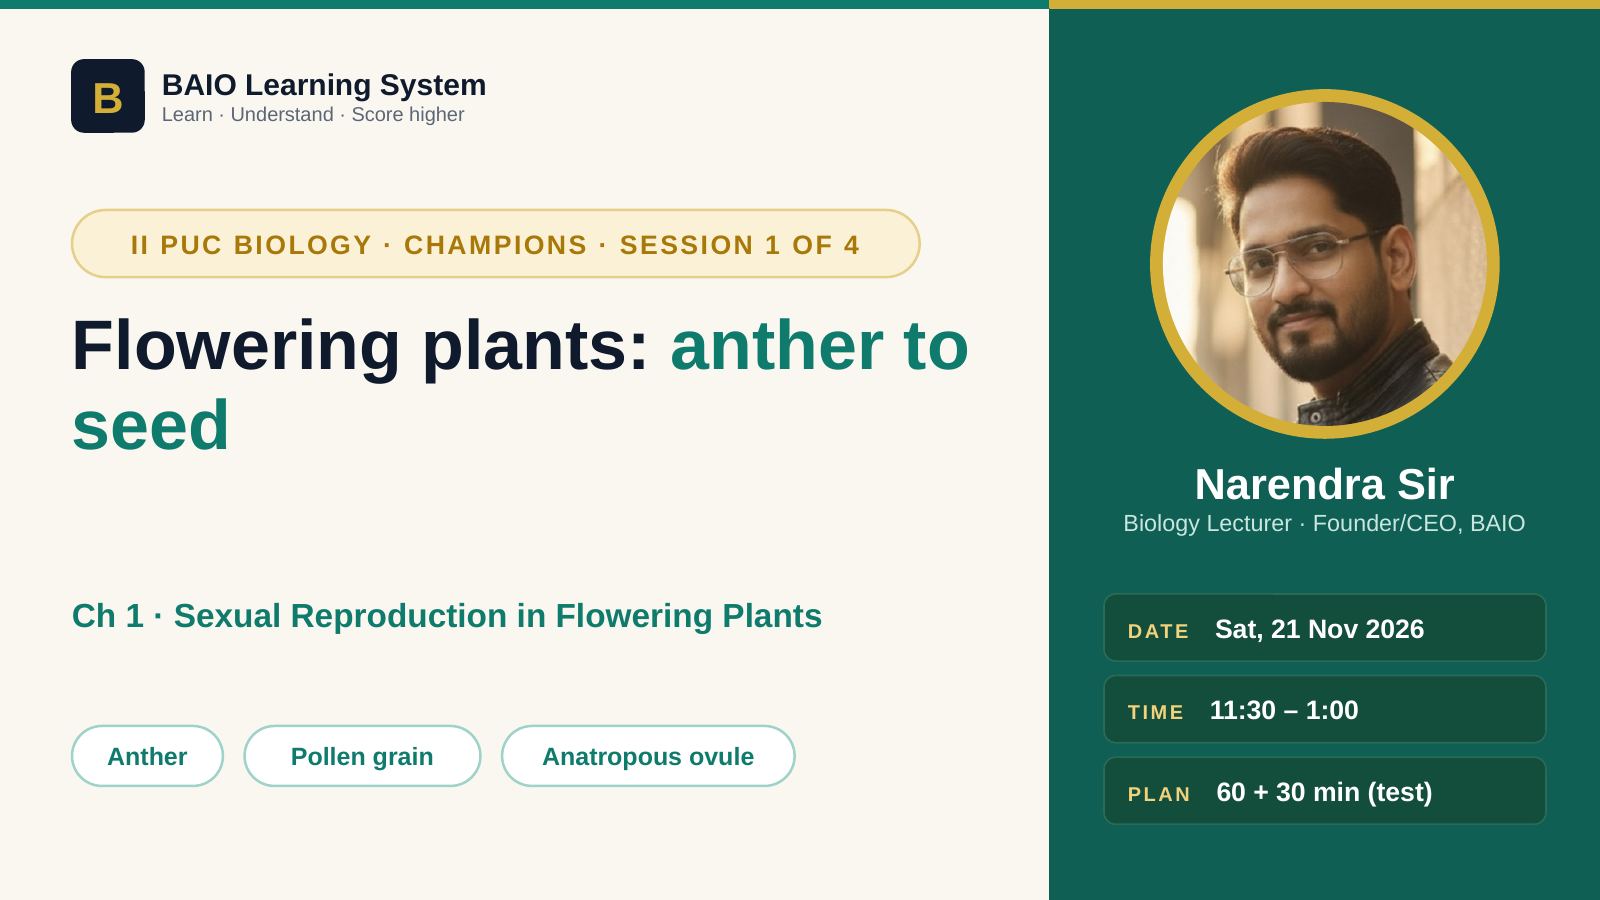 B
BAIO Learning System
Learn · Understand · Score higher
II PUC BIOLOGY · CHAMPIONS · SESSION 1 OF 4
Flowering plants: anther to
seed
Ch 1 · Sexual Reproduction in Flowering Plants
Anther
Pollen grain
Anatropous ovule
Narendra Sir
Biology Lecturer · Founder/CEO, BAIO
DATE Sat, 21 Nov 2026
TIME 11:30 – 1:00
PLAN 60 + 30 min (test)